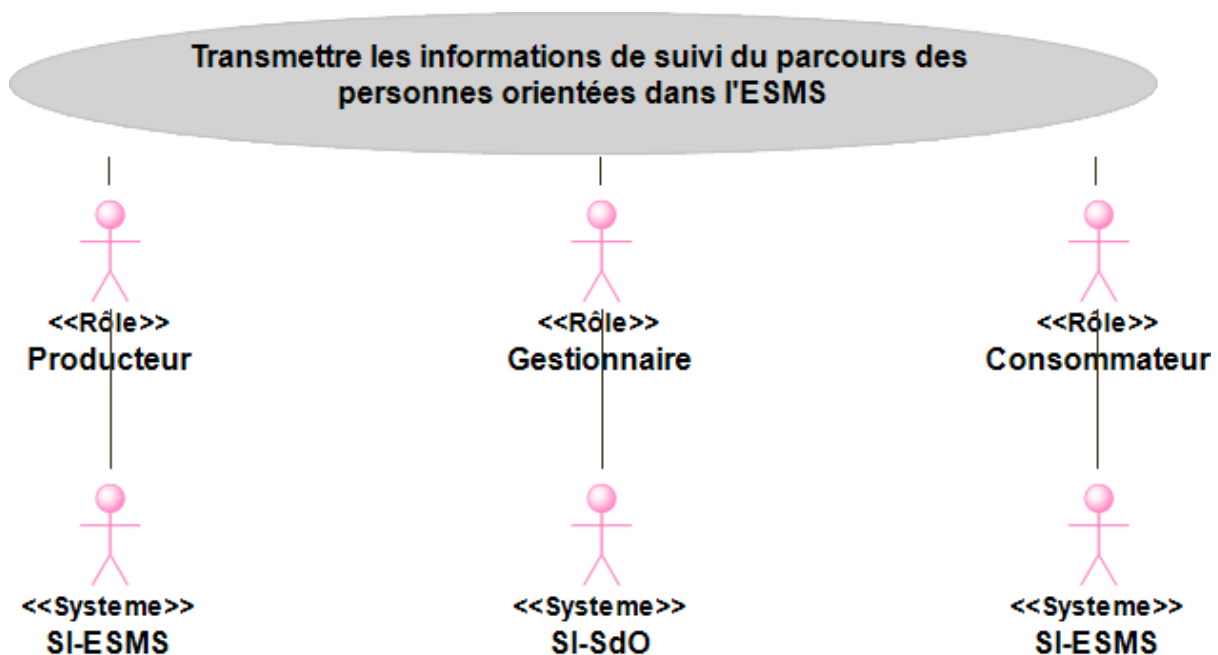 Transmettre les informations de suivi du parcours des
personnes orientées dans l'ESMS
<<Rôle>>
Producteur
<<Rôle>>
Gestionnaire
<<Rôle>>
Consommateur
<<Systeme>>
SI-ESMS
<<Systeme>>
SI-SdO
<<Systeme>>
SI-ESMS